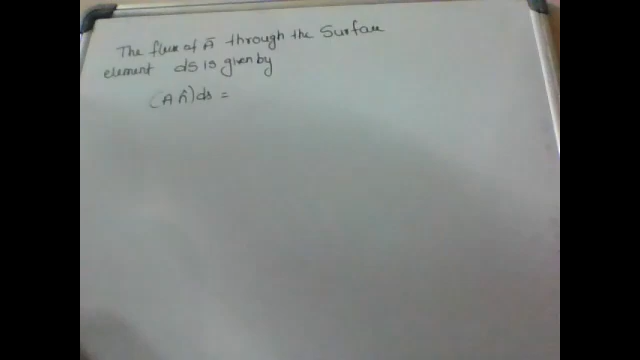 The flux of A̅ through the Surface
element ds is given by
(A n̂) ds =